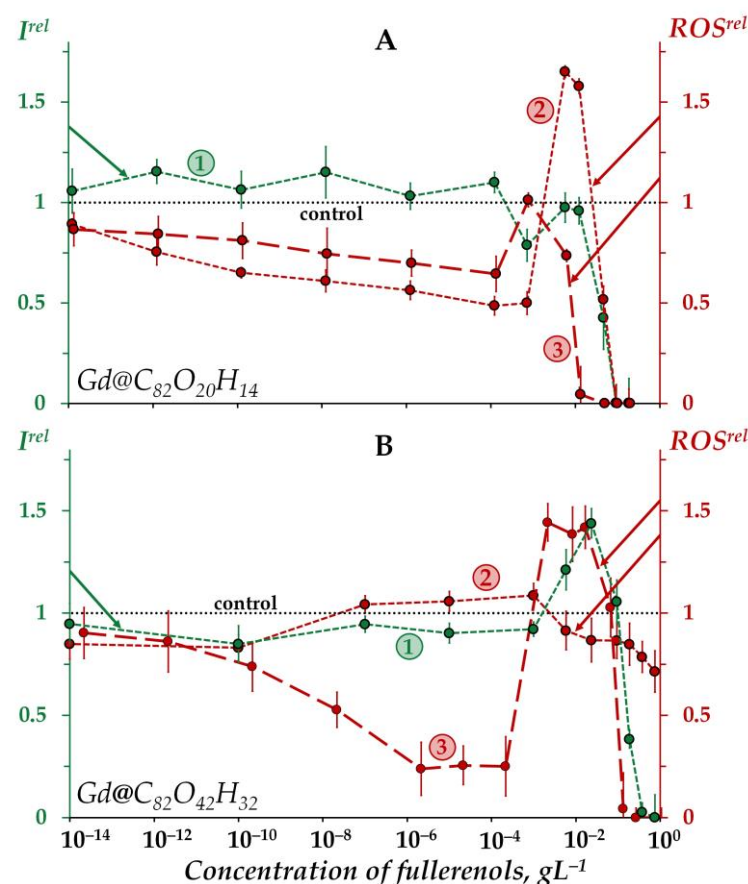 I^rel A ROS^rel
1.5 2 1.5
1
1 control 1
0.5 0.5
3
Gd@C₈₂O₂₀H₁₄
0 0
I^rel B ROS^rel
1.5 1.5
2
1 control 1
1
0.5 0.5
3
Gd@C₈₂O₄₂H₃₂
0 0
10⁻¹⁴ 10⁻¹² 10⁻¹⁰ 10⁻⁸ 10⁻⁶ 10⁻⁴ 10⁻² 10⁰
Concentration of fullerenols, gL⁻¹